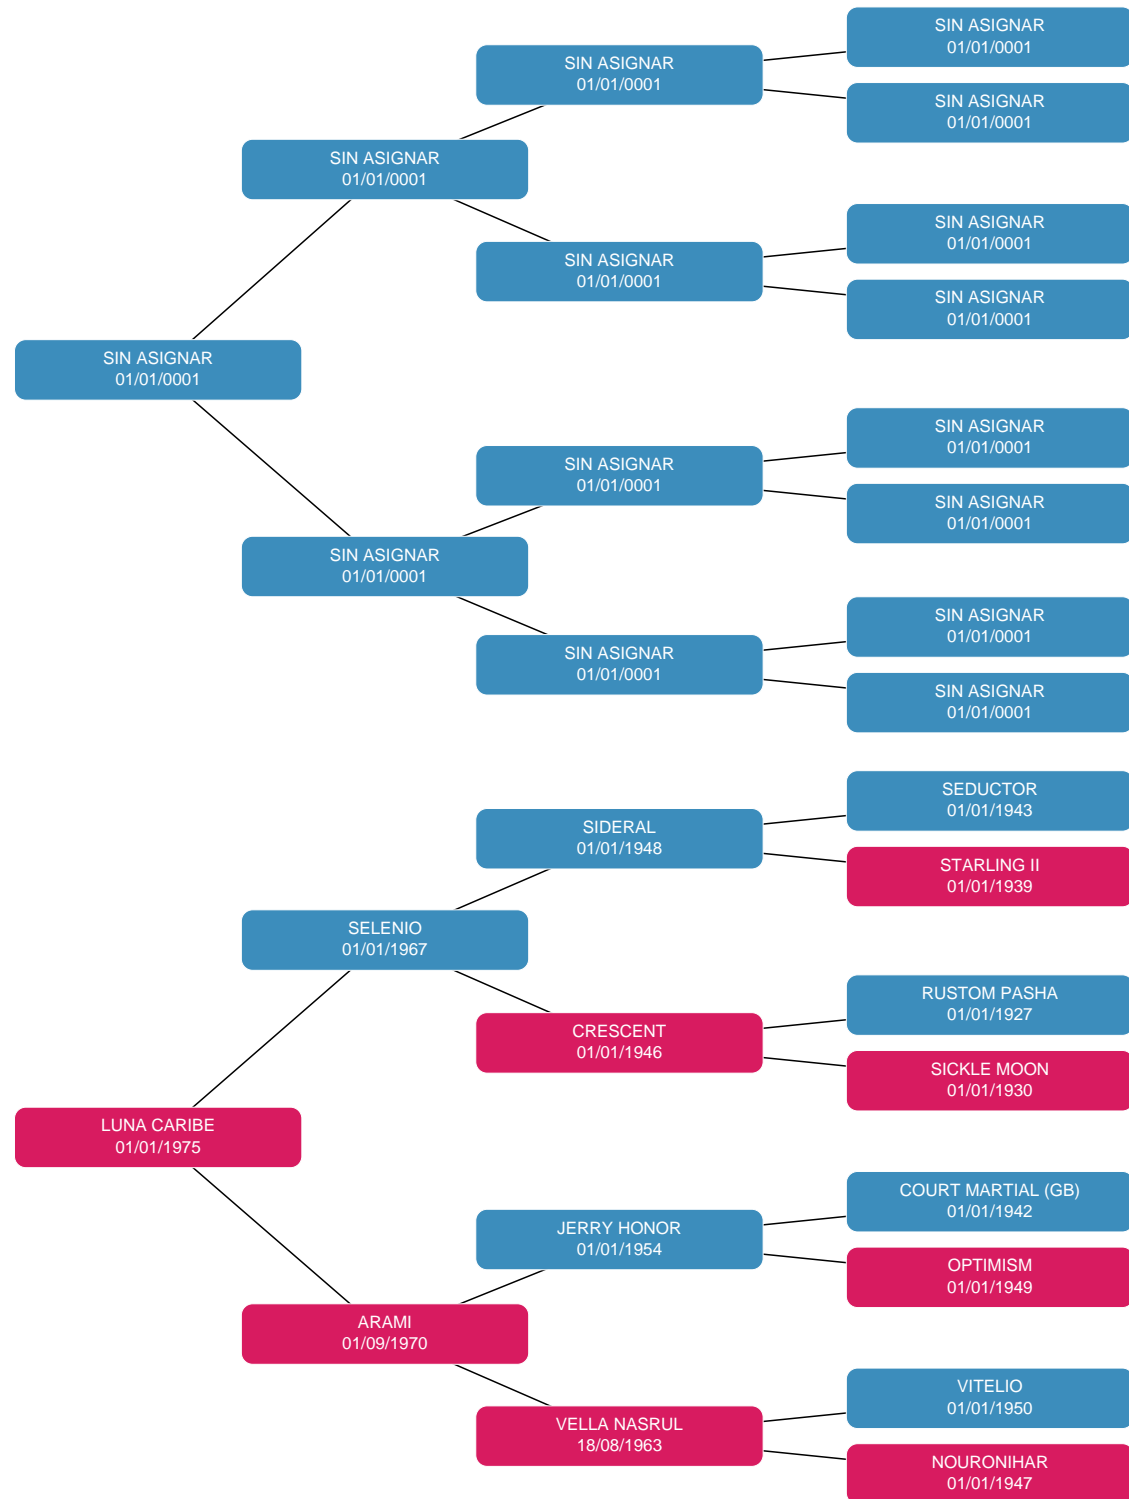 SIN ASIGNAR
01/01/0001
SIN ASIGNAR
01/01/0001
SIN ASIGNAR
01/01/0001
SIN ASIGNAR
01/01/0001
SIN ASIGNAR
01/01/0001
SIN ASIGNAR
01/01/0001
SIN ASIGNAR
01/01/0001
SIN ASIGNAR
01/01/0001
SIN ASIGNAR
01/01/0001
SIN ASIGNAR
01/01/0001
SIN ASIGNAR
01/01/0001
SIN ASIGNAR
01/01/0001
SIN ASIGNAR
01/01/0001
SIN ASIGNAR
01/01/0001
SIN ASIGNAR
01/01/0001
SEDUCTOR
01/01/1943
SIDERAL
01/01/1948
STARLING II
01/01/1939
SELENIO
01/01/1967
RUSTOM PASHA
01/01/1927
CRESCENT
01/01/1946
SICKLE MOON
01/01/1930
LUNA CARIBE
01/01/1975
COURT MARTIAL (GB)
01/01/1942
JERRY HONOR
01/01/1954
OPTIMISM
01/01/1949
ARAMI
01/09/1970
VITELIO
01/01/1950
VELLA NASRUL
18/08/1963
NOURONIHAR
01/01/1947